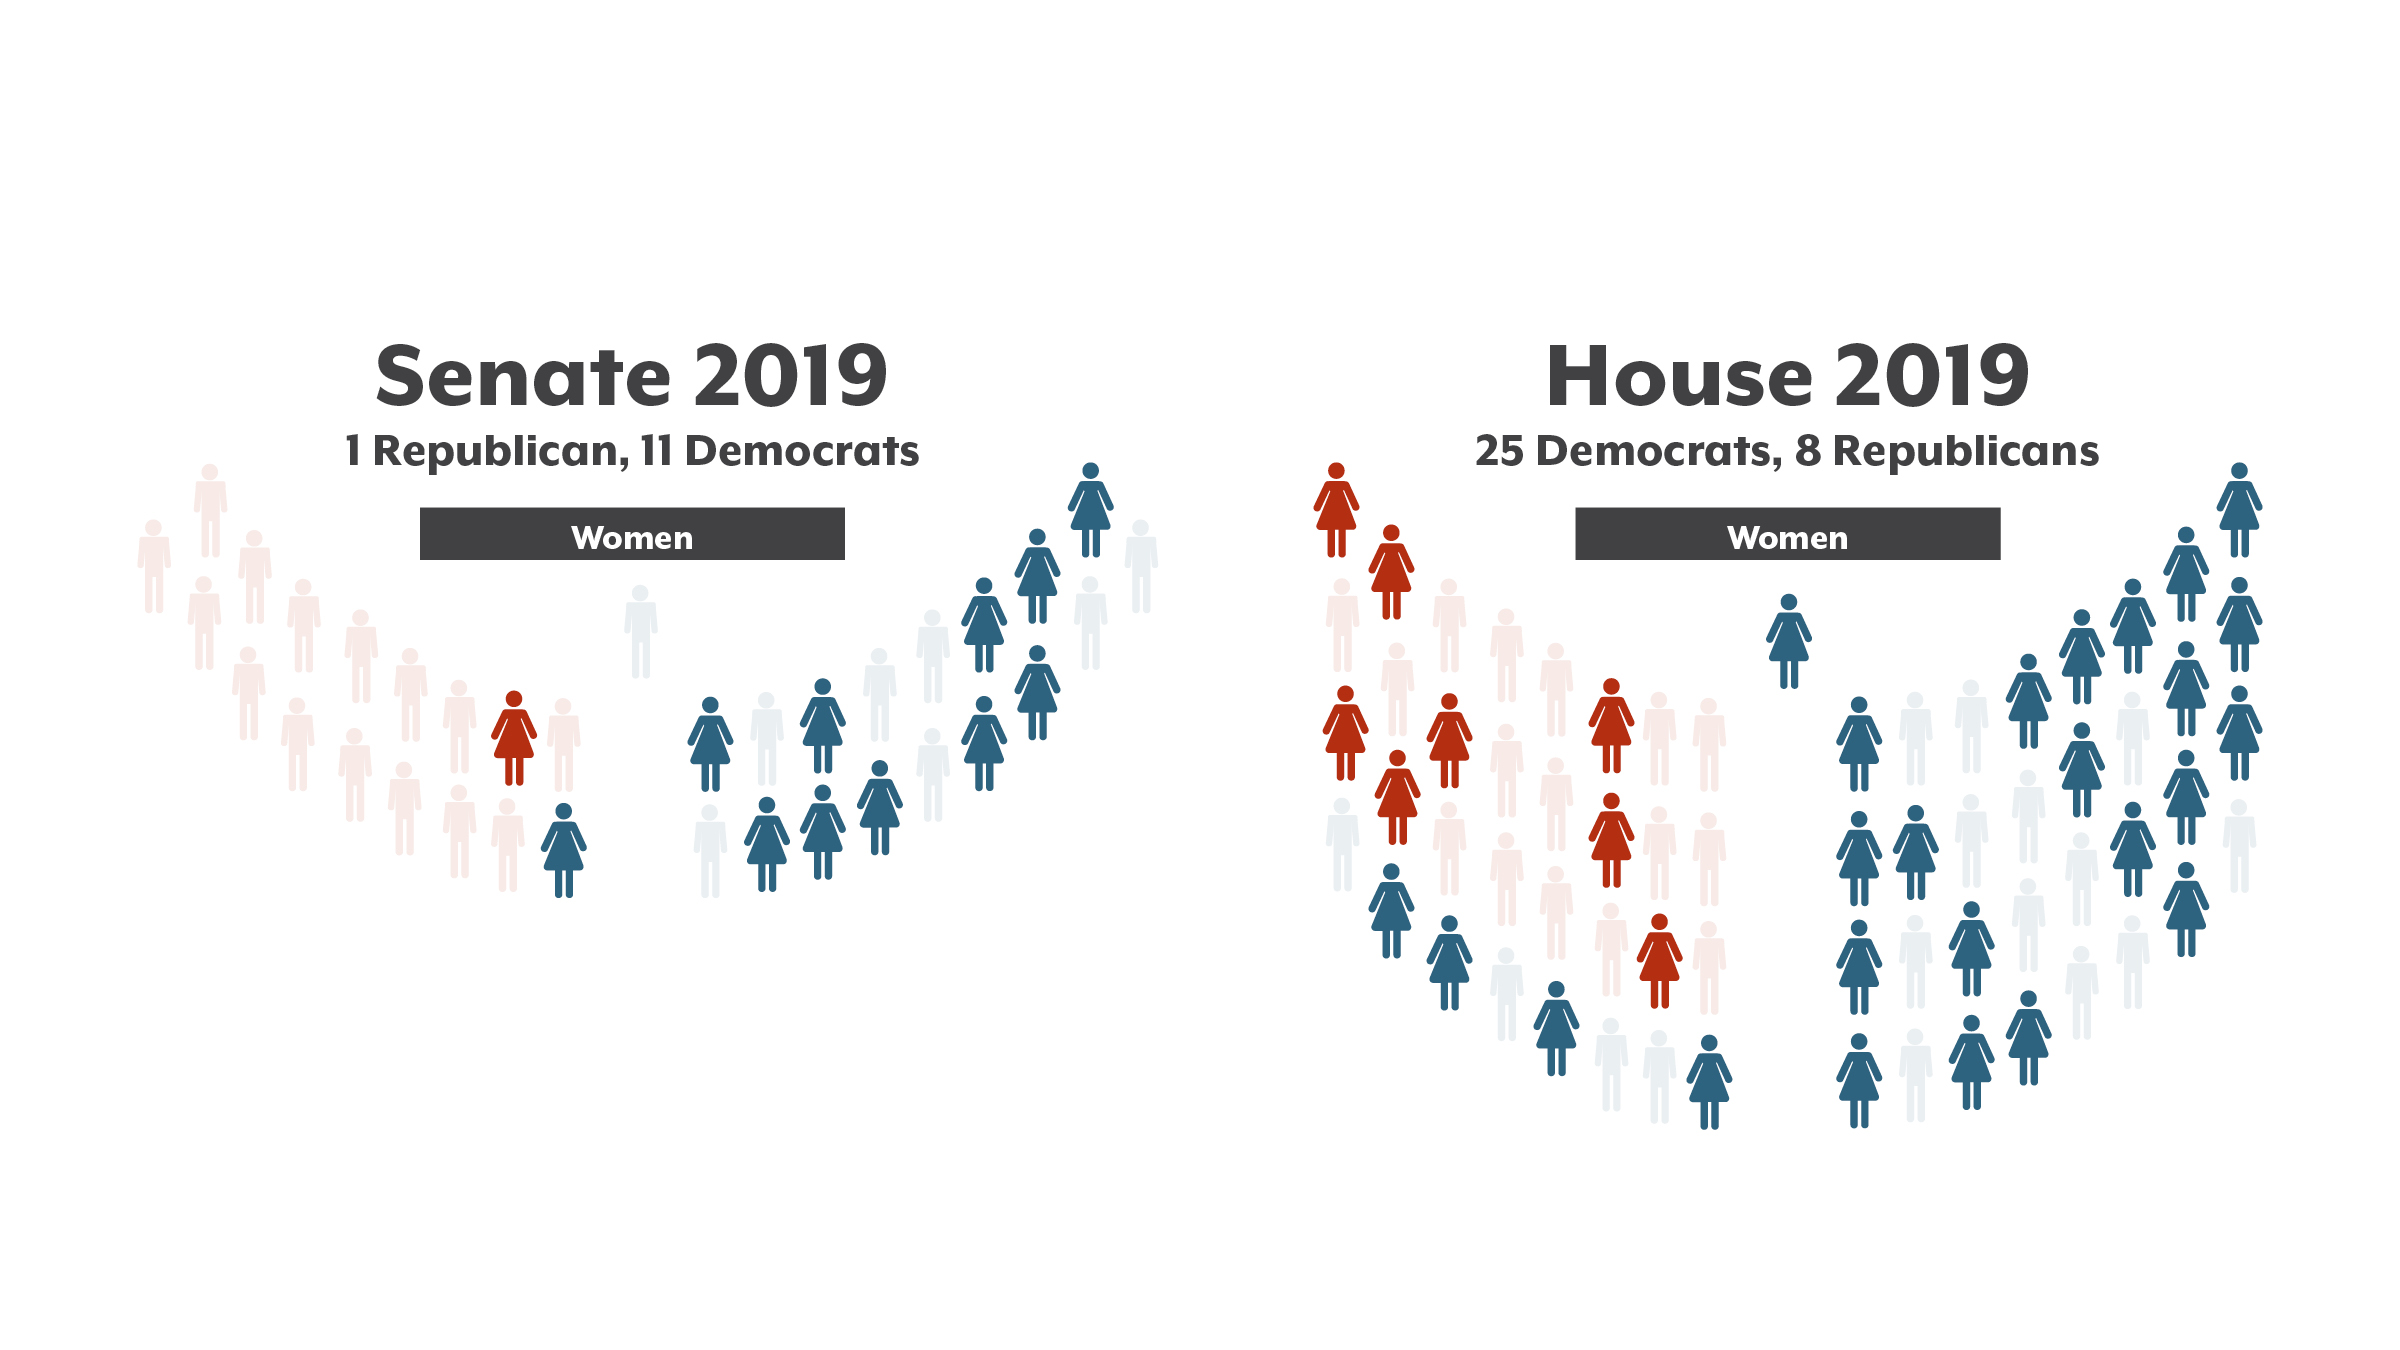 Senate 2019
1 Republican, 11 Democrats
Women
House 2019
25 Democrats, 8 Republicans
Women